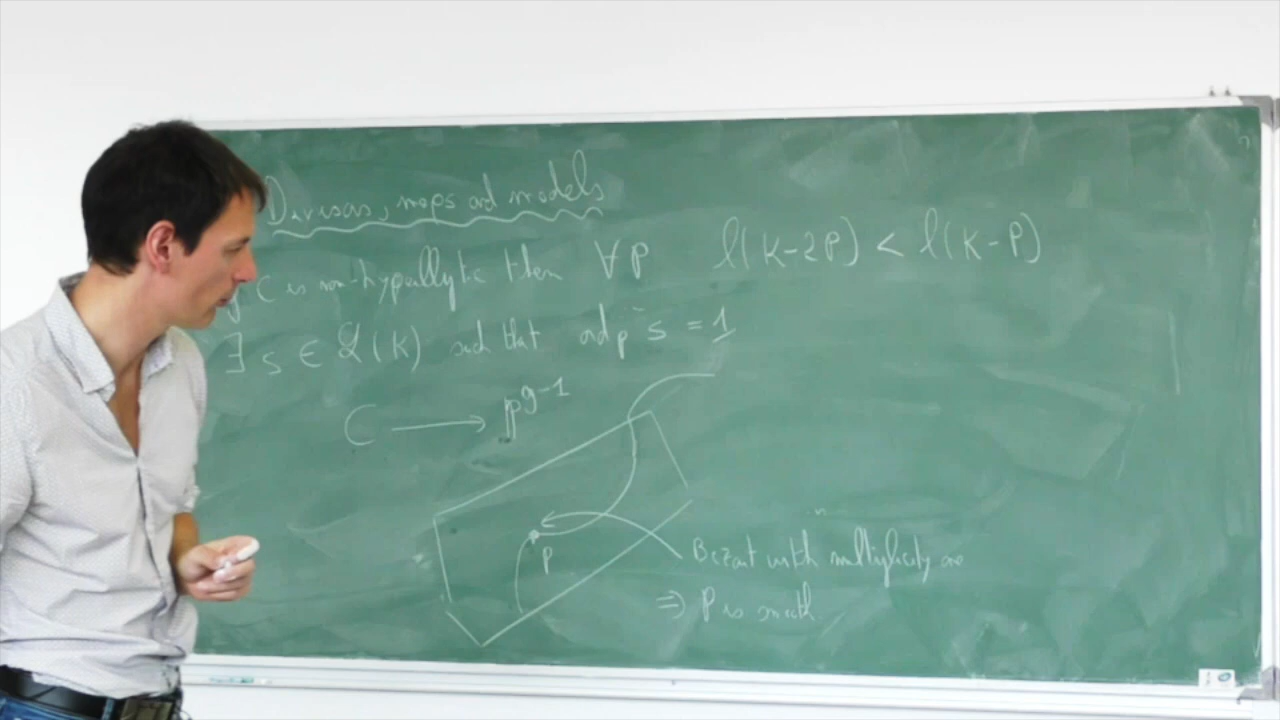 Divisors, maps and models
if C is non-hyperelliptic then ∀P l(K-2P) < l(K-P)
∃ s ∈ L(K) such that ord_P s = 1
C → P^{g-1}
P
Bezout with multiplicity one
⇒ P is smooth.